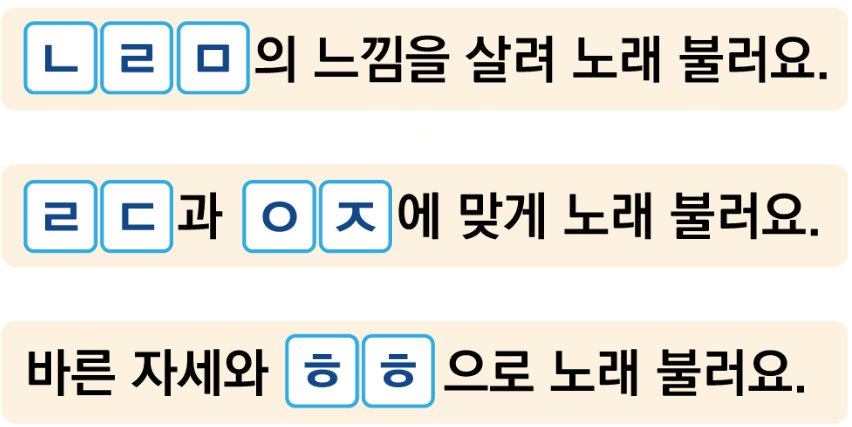 ㄴㄹㅁ의 느낌을 살려 노래 불러요.
ㄹㄷ과 ㅇㅈ에 맞게 노래 불러요.
바른 자세와 ㅎㅎ으로 노래 불러요.